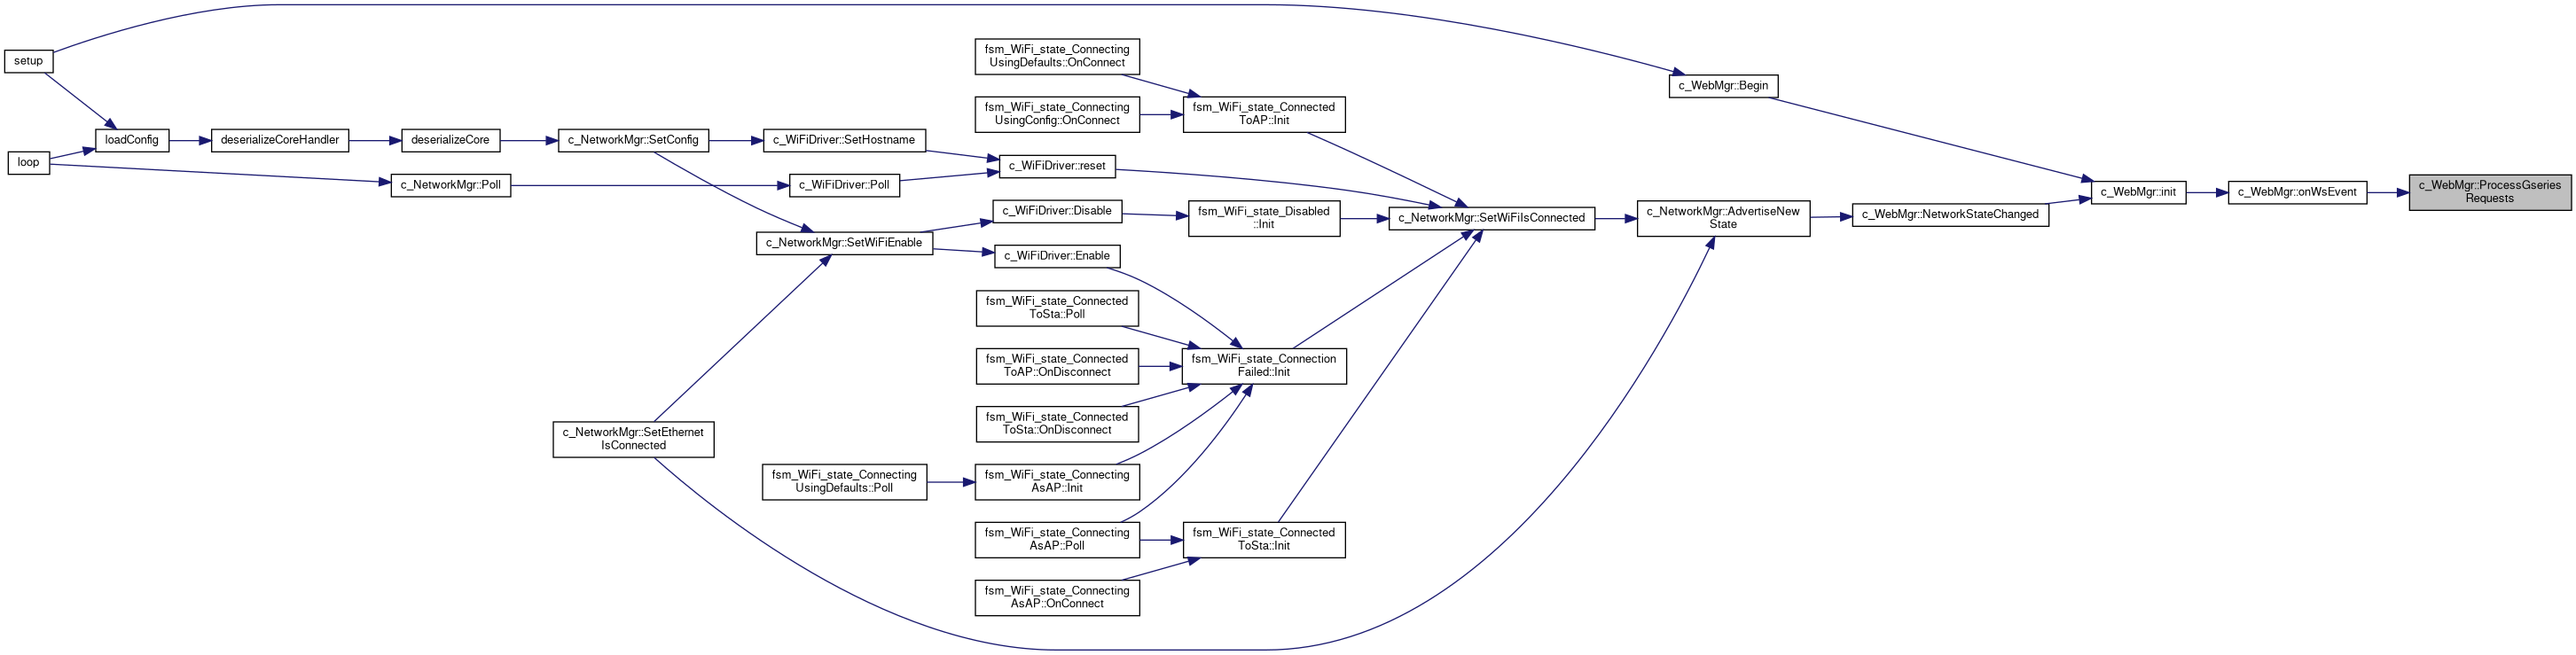 setup
loop
loadConfig
deserializeCoreHandler
deserializeCore
c_NetworkMgr::Poll
c_NetworkMgr::SetConfig
c_NetworkMgr::SetEthernet
IsConnected
c_WiFiDriver::SetHostname
c_WiFiDriver::Poll
c_NetworkMgr::SetWiFiEnable
fsm_WiFi_state_Connecting
UsingDefaults::Poll
fsm_WiFi_state_Connecting
UsingDefaults::OnConnect
fsm_WiFi_state_Connecting
UsingConfig::OnConnect
c_WiFiDriver::reset
c_WiFiDriver::Disable
c_WiFiDriver::Enable
fsm_WiFi_state_Connected
ToSta::Poll
fsm_WiFi_state_Connected
ToAP::OnDisconnect
fsm_WiFi_state_Connected
ToSta::OnDisconnect
fsm_WiFi_state_Connecting
AsAP::Init
fsm_WiFi_state_Connecting
AsAP::Poll
fsm_WiFi_state_Connecting
AsAP::OnConnect
fsm_WiFi_state_Connected
ToAP::Init
fsm_WiFi_state_Disabled
::Init
fsm_WiFi_state_Connection
Failed::Init
fsm_WiFi_state_Connected
ToSta::Init
c_NetworkMgr::SetWiFiIsConnected
c_WebMgr::Begin
c_NetworkMgr::AdvertiseNew
State
c_WebMgr::NetworkStateChanged
c_WebMgr::init
c_WebMgr::onWsEvent
c_WebMgr::ProcessGseries
Requests